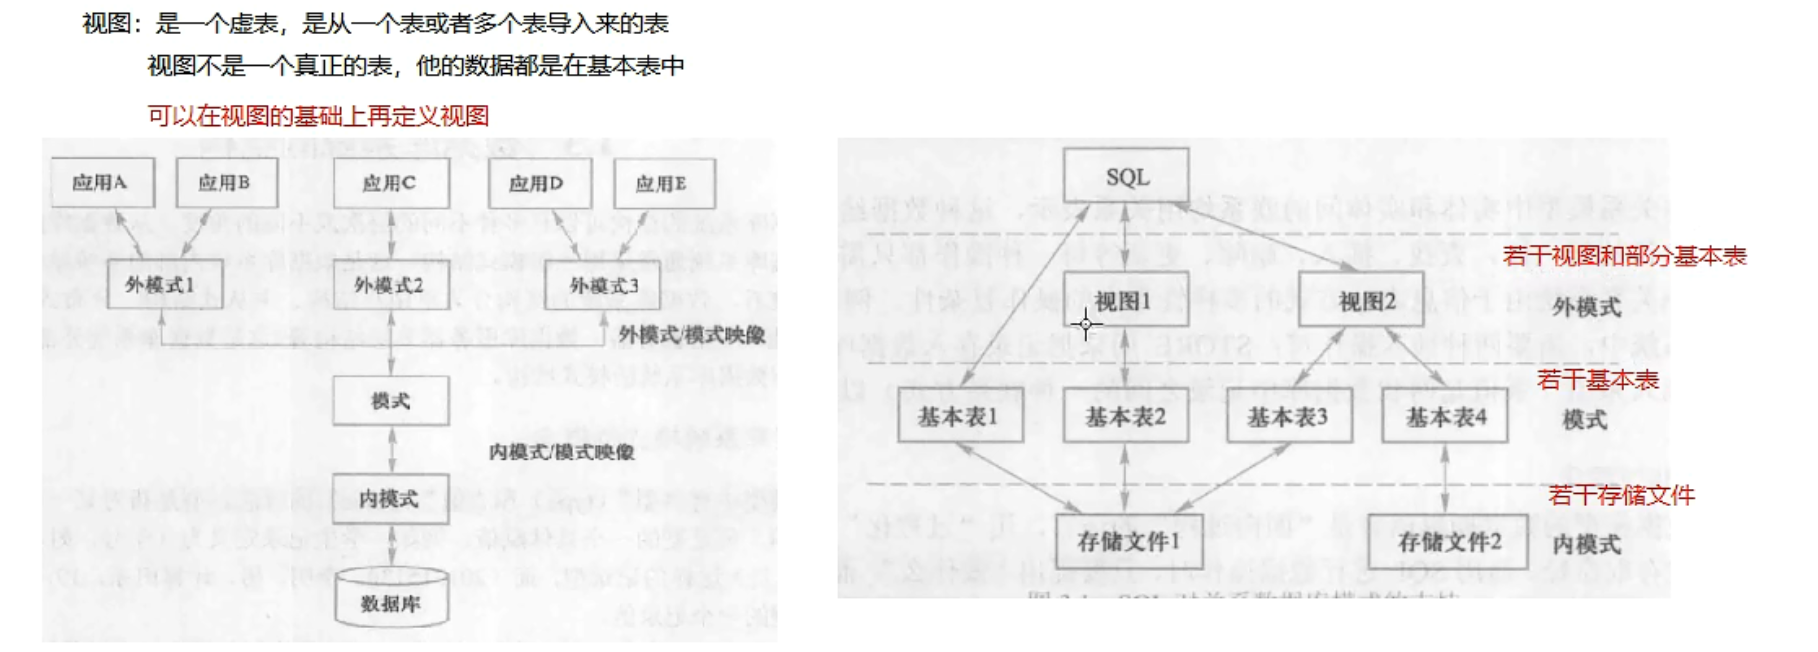 视图：是一个虚表，是从一个表或者多个表导入来的表
视图不是一个真正的表，他的数据都是在基本表中
可以在视图的基础上再定义视图
应用A
应用B
应用C
应用D
应用E
外模式1
外模式2
外模式3
外模式/模式映像
模式
内模式/模式映像
内模式
数据库
SQL
若干视图和部分基本表
视图1
视图2
外模式
若干基本表
基本表1
基本表2
基本表3
基本表4
模式
若干存储文件
存储文件1
存储文件2
内模式